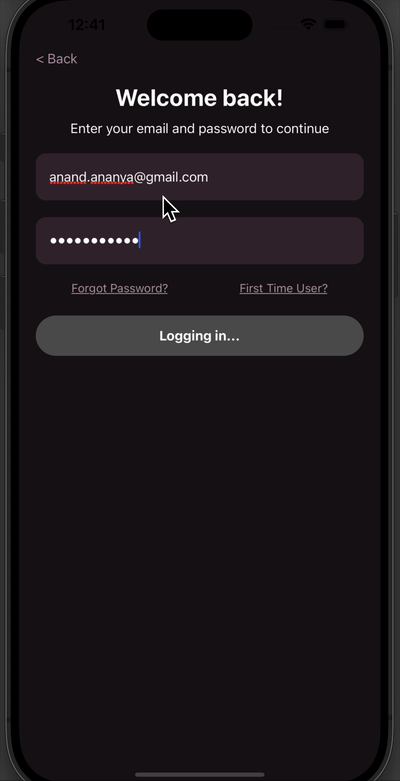 12:41
< Back
Welcome back!
Enter your email and password to continue
anand.ananya@gmail.com
•••••••••••
Forgot Password? First Time User?
Logging in...